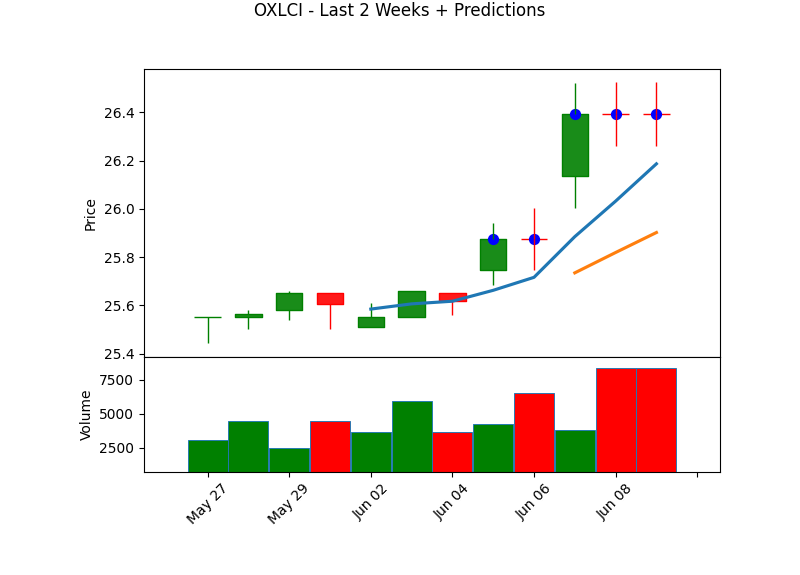 OXLCI - Last 2 Weeks + Predictions
Price
26.4
26.2
26.0
25.8
25.6
25.4
Volume
7500
5000
2500
May 27
May 29
Jun 02
Jun 04
Jun 06
Jun 08